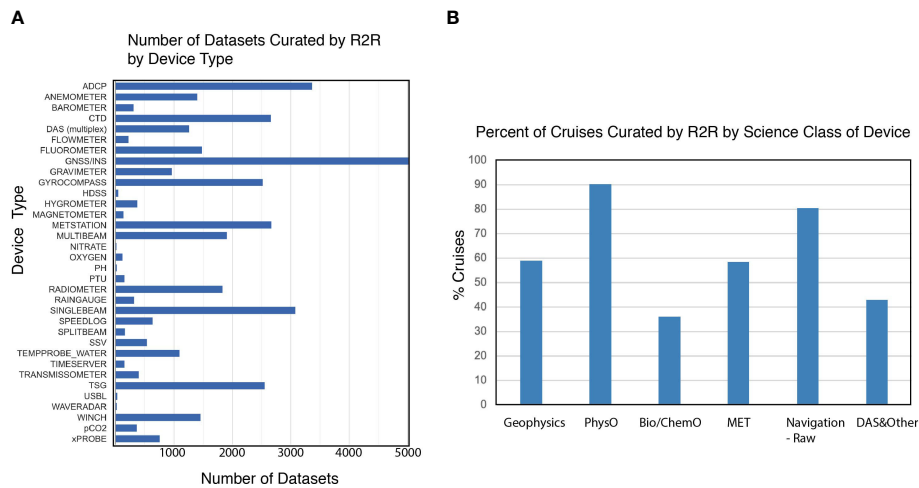 A
Number of Datasets Curated by R2R
by Device Type
Device Type
ADCP
ANEMOMETER
BAROMETER
CTD
DAS (multiplex)
FLOWMETER
FLUOROMETER
GNSS/INS
GRAVIMETER
GYROCOMPASS
HDSS
HYGROMETER
MAGNETOMETER
METSTATION
MULTIBEAM
NITRATE
OXYGEN
PH
PTU
RADIOMETER
RAINGAUGE
SINGLEBEAM
SPEEDLOG
SPLITBEAM
SSV
TEMPPROBE_WATER
TIMESERVER
TRANSMISSOMETER
TSG
USBL
WAVERADAR
WINCH
pCO2
xPROBE
1000 2000 3000 4000 5000
Number of Datasets
B
Percent of Cruises Curated by R2R by Science Class of Device
% Cruises
100
90
80
70
60
50
40
30
20
10
0
Geophysics PhysO Bio/ChemO MET Navigation DAS&Other
- Raw